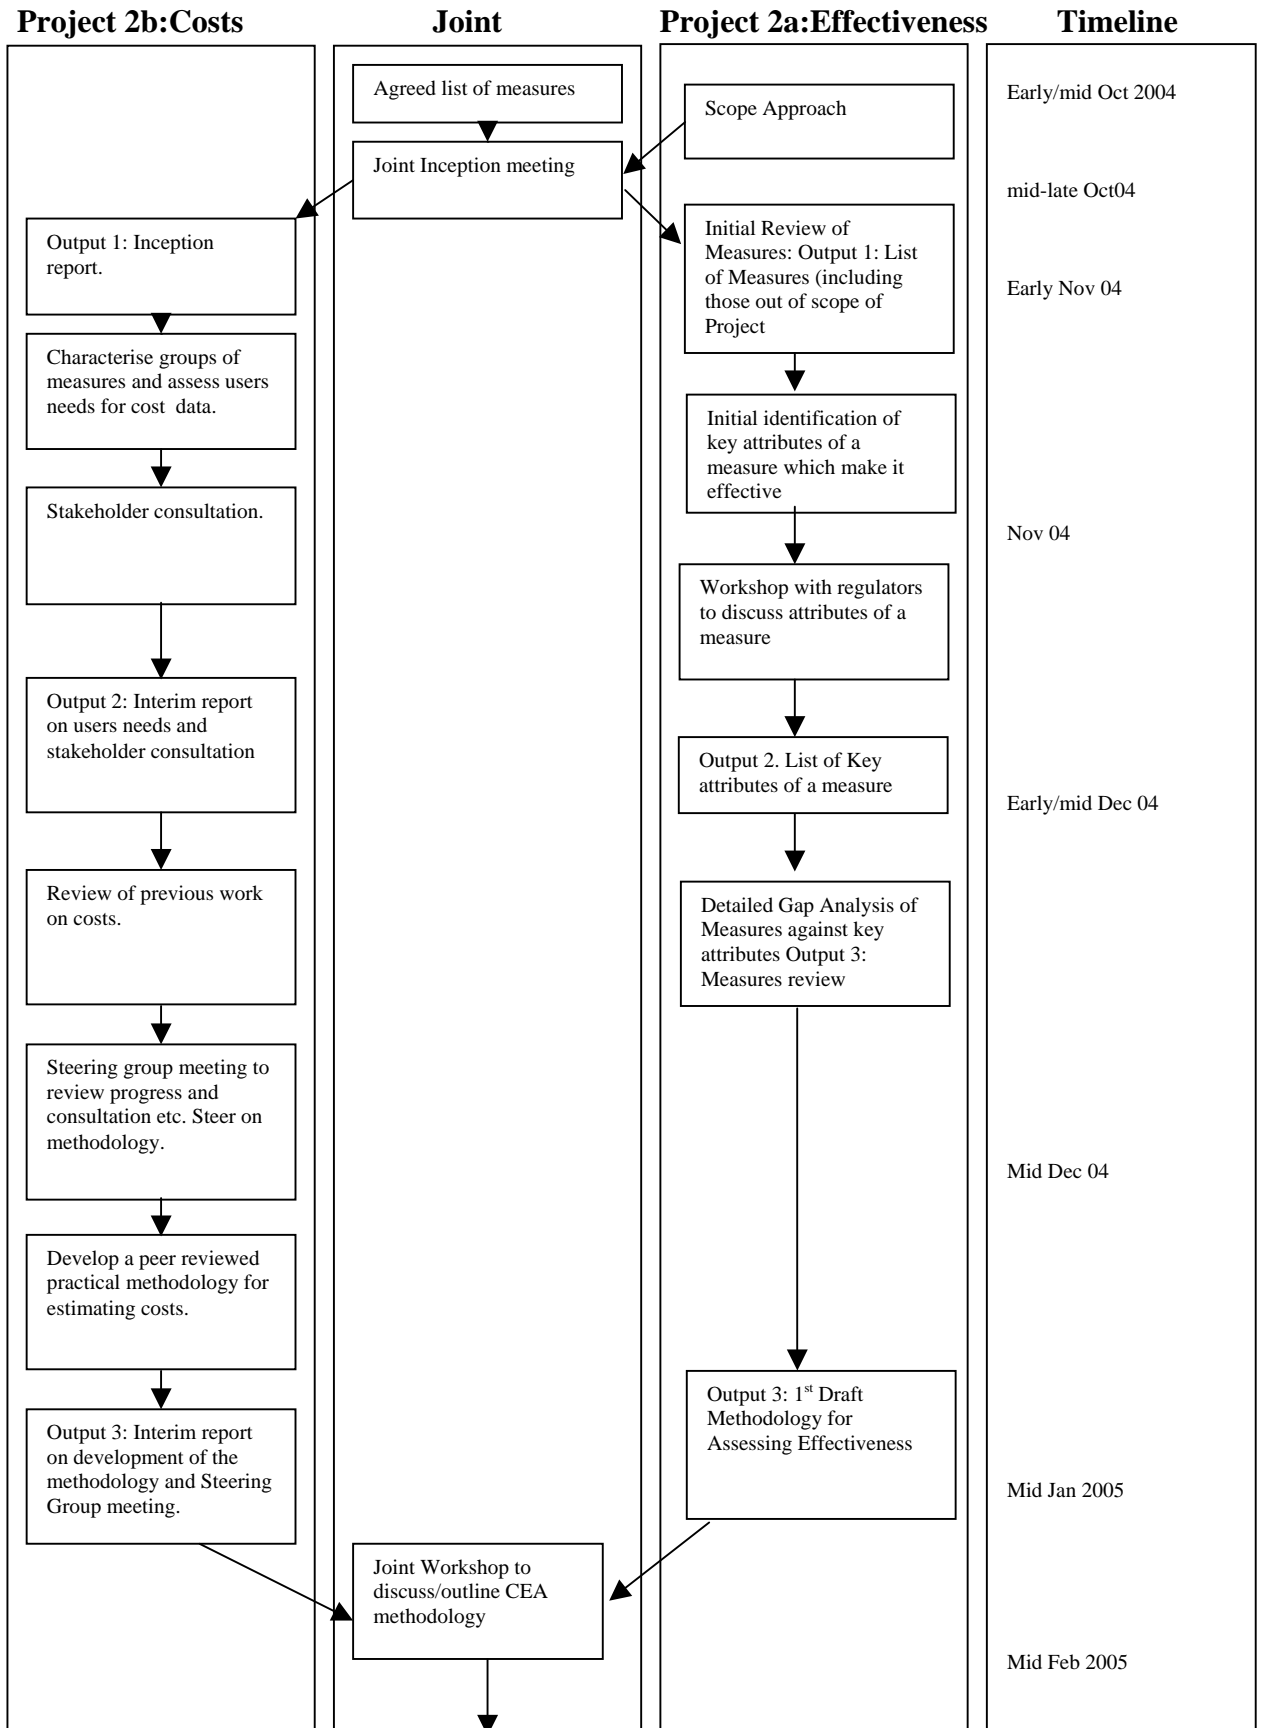 Project 2b:Costs
Joint
Project 2a:Effectiveness
Timeline
Agreed list of measures
Scope Approach
Early/mid Oct 2004
Joint Inception meeting
mid-late Oct04
Output 1: Inception
report.
Initial Review of
Measures: Output 1: List
of Measures (including
those out of scope of
Project
Early Nov 04
Characterise groups of
measures and assess users
needs for cost  data.
Initial identification of
key attributes of a
measure which make it
effective
Stakeholder consultation.
Nov 04
Workshop with regulators
to discuss attributes of a
measure
Output 2: Interim report
on users needs and
stakeholder consultation
Output 2. List of Key
attributes of a measure
Early/mid Dec 04
Review of previous work
on costs.
Detailed Gap Analysis of
Measures against key
attributes Output 3:
Measures review
Steering group meeting to
review progress and
consultation etc. Steer on
methodology.
Mid Dec 04
Develop a peer reviewed
practical methodology for
estimating costs.
Output 3: 1st Draft
Methodology for
Assessing Effectiveness
Output 3: Interim report
on development of the
methodology and Steering
Group meeting.
Mid Jan 2005
Joint Workshop to
discuss/outline CEA
methodology
Mid Feb 2005